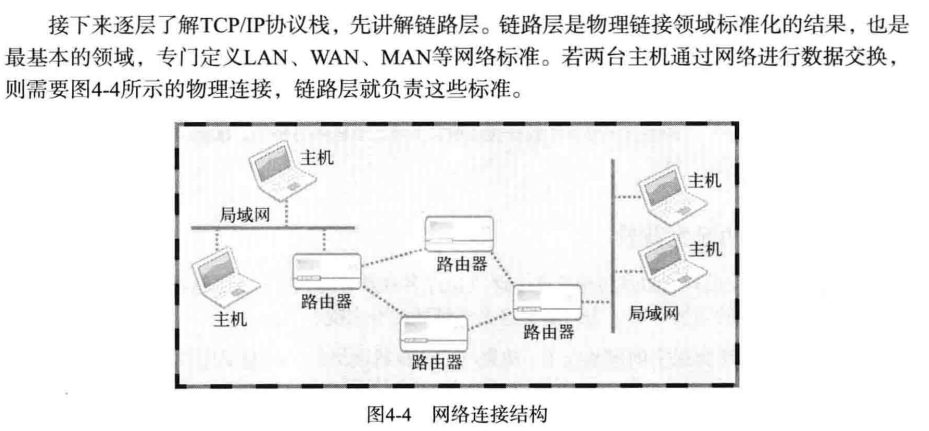 接下来逐层了解TCP/IP协议栈，先讲解链路层。链路层是物理链接领域标准化的结果，也是
最基本的领域，专门定义LAN、WAN、MAN等网络标准。若两台主机通过网络进行数据交换，
则需要图4-4所示的物理连接，链路层就负责这些标准。
主机
局域网
主机
路由器
路由器
路由器
路由器
主机
主机
局域网
图4-4 网络连接结构